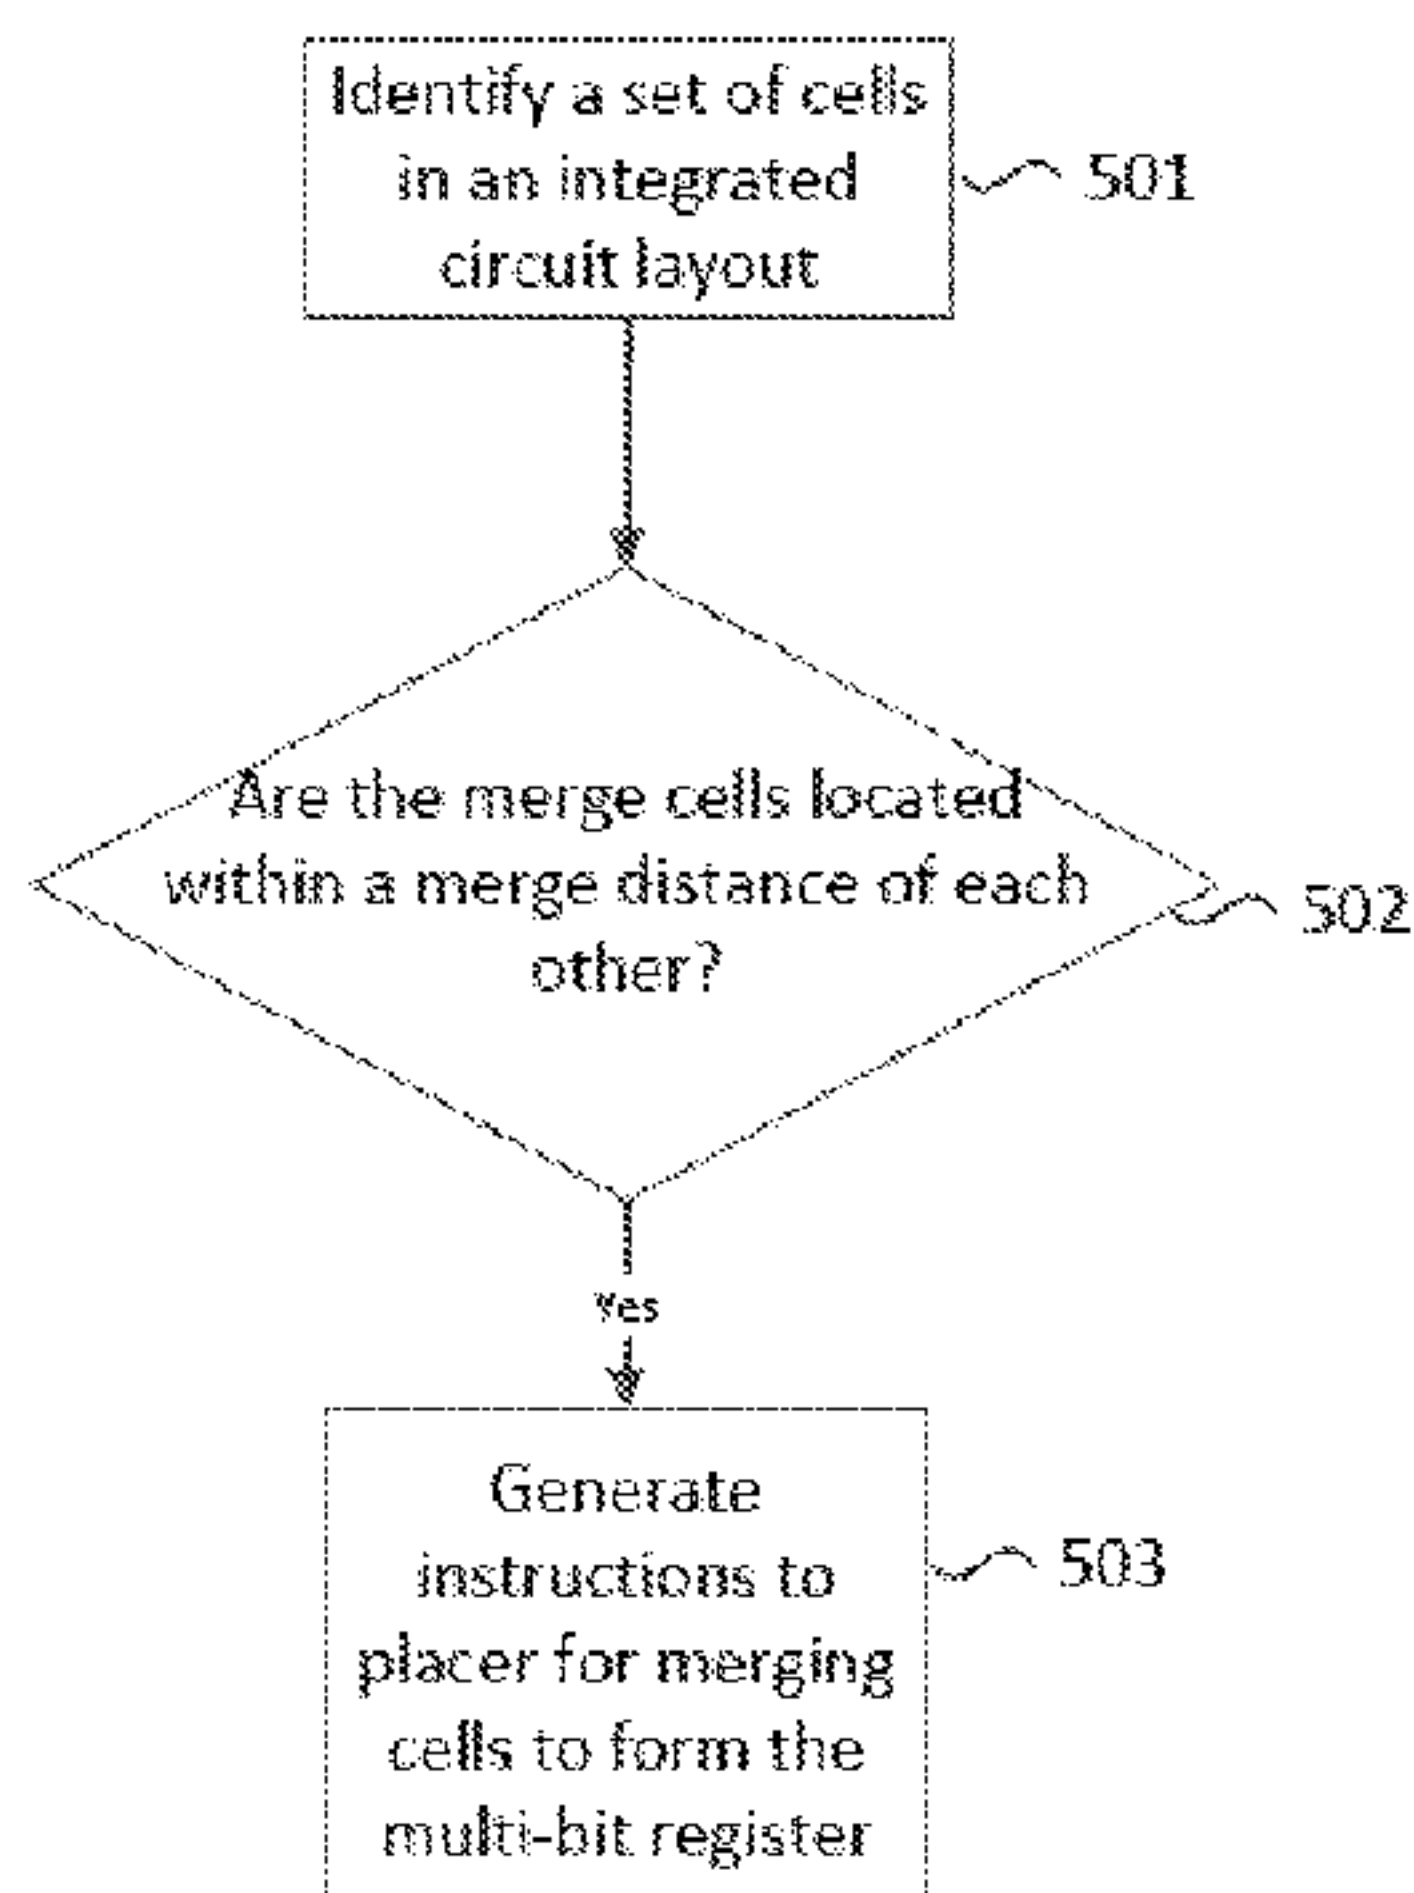 Identify a set of cells
in an integrated
circuit layout
501
Are the merge cells located
within a merge distance of each
other?
502
Yes
Generate
instructions to
placer for merging
cells to form the
multi-bit register
503